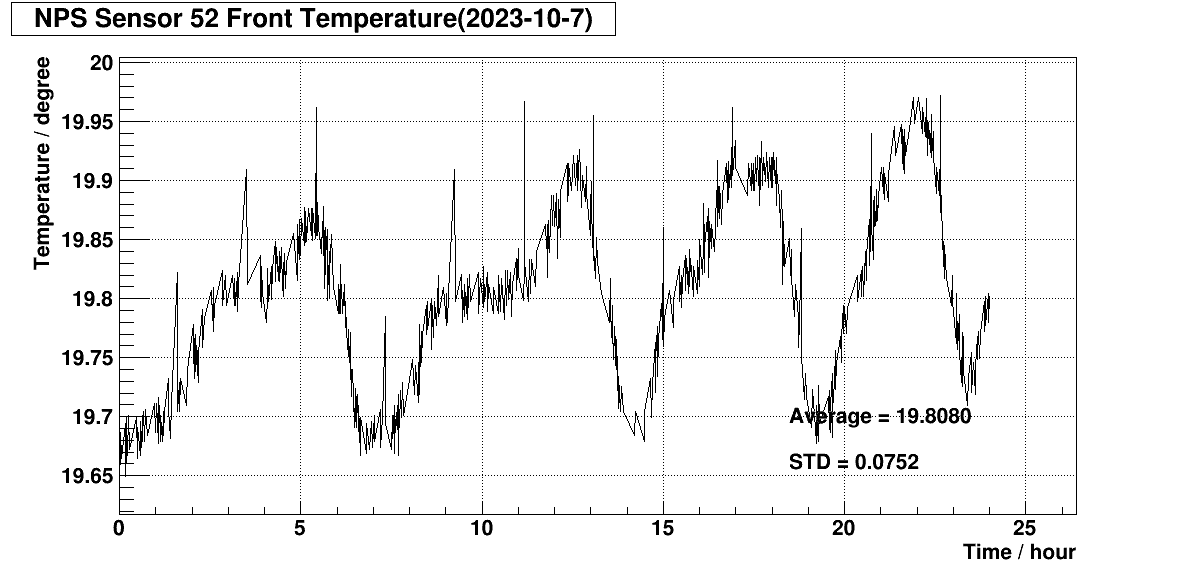 NPS Sensor 52 Front Temperature(2023-10-7)
Temperature / degree
20
19.95
19.9
19.85
19.8
19.75
19.7
19.65
Average = 19.8080
STD = 0.0752
0 5 10 15 20 25
Time / hour